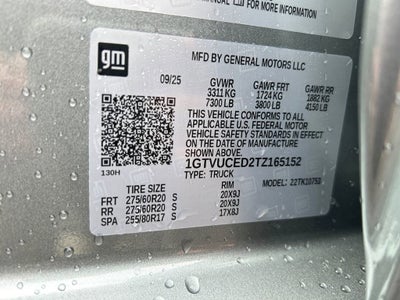 FOR MORE INFORMATION
gm
MFD BY GENERAL MOTORS LLC
09/25 GVWR GAWR FRT GAWR RR
3311 KG 1724 KG 1882 KG
7300 LB 3800 LB 4150 LB
THIS VEHICLE CONFORMS TO ALL
APPLICABLE U.S. FEDERAL MOTOR
VEHICLE SAFETY STANDARDS IN EFFECT
ON THE DATE OF MANUFACTURE
SHOWN ABOVE.
1GTVUCED2TZ165152
130H TYPE: TRUCK
TIRE SIZE RIM MODEL: 22TK10750
FRT 275/60R20 S 20X9J
RR 275/60R20 S 20X9J
SPA 255/80R17 S 17X8J